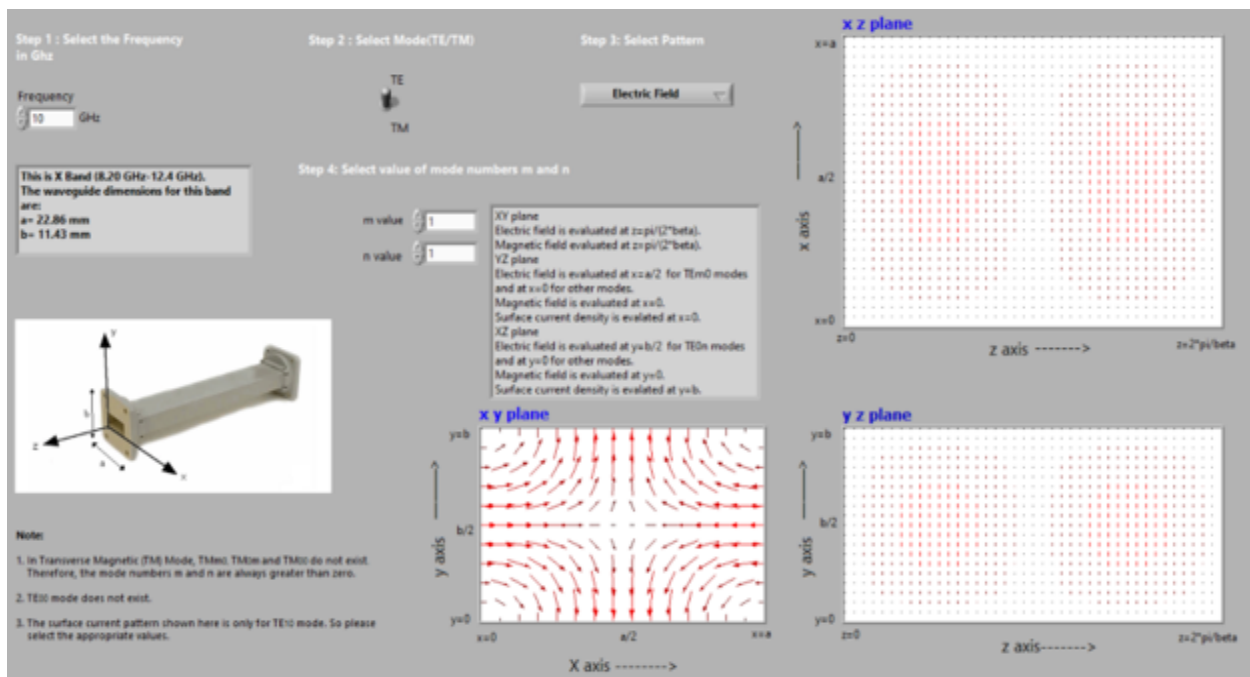 Step 1 : Select the Frequency
in Ghz
Frequency
10 GHz
This is X Band (8.20 GHz-12.4 GHz).
The waveguide dimensions for this band
are:
a= 22.86 mm
b= 11.43 mm
Step 2 : Select Mode(TE/TM)
TE
TM
Step 3: Select Pattern
Electric Field
Step 4: Select value of mode numbers m and n
m value 1
n value 1
XY plane
Electric field is evaluated at z=pi/(2*beta).
Magnetic field evaluated at z=pi/(2*beta).
YZ plane
Electric field is evaluated at x=a/2 for TEm0 modes
and at x=0 for other modes.
Magnetic field is evaluated at x=0.
Surface current density is evalated at x=0.
XZ plane
Electric field is evaluated at y=b/2 for TE0n modes
and at y=0 for other modes.
Magnetic field is evaluated at y=0.
Surface current density is evalated at y=b.
x z plane
x=a
a/2
x=0
x axis ------>
z=0
z=2*pi/beta
z axis ------->
y
b
z
a
x
x y plane
y=b
b/2
y=0
y axis ------>
x=0
a/2
x=a
X axis -------->
y z plane
y=b
b/2
y=0
y axis ------>
z=0
z=2*pi/beta
z axis------->
Note:
1. In Transverse Magnetic (TM) Mode, TMm0, TM0n and TM00 do not exist.
Therefore, the mode numbers m and n are always greater than zero.
2. TE00 mode does not exist.
3. The surface current pattern shown here is only for TE10 mode. So please
select the appropriate values.